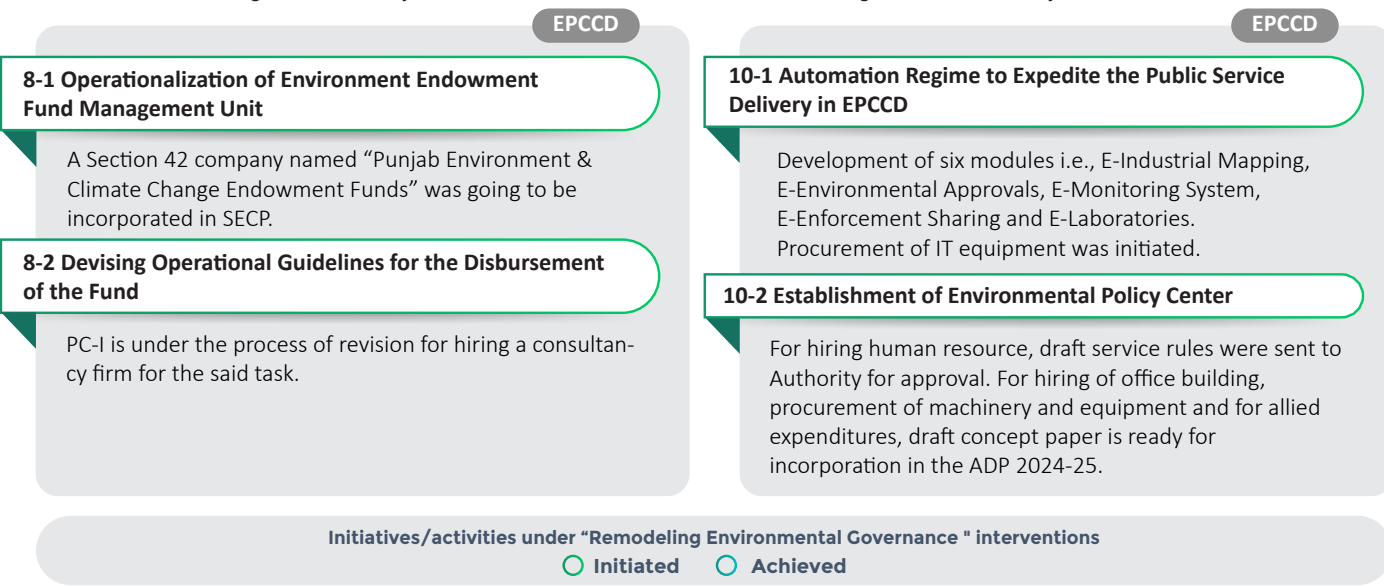 EPCCD
8-1 Operationalization of Environment Endowment
Fund Management Unit
A Section 42 company named “Punjab Environment &
Climate Change Endowment Funds” was going to be
incorporated in SECP.
8-2 Devising Operational Guidelines for the Disbursement
of the Fund
PC-I is under the process of revision for hiring a consultan-
cy firm for the said task.
EPCCD
10-1 Automation Regime to Expedite the Public Service
Delivery in EPCCD
Development of six modules i.e., E-Industrial Mapping,
E-Environmental Approvals, E-Monitoring System,
E-Enforcement Sharing and E-Laboratories.
Procurement of IT equipment was initiated.
10-2 Establishment of Environmental Policy Center
For hiring human resource, draft service rules were sent to
Authority for approval. For hiring of office building,
procurement of machinery and equipment and for allied
expenditures, draft concept paper is ready for
incorporation in the ADP 2024-25.
Initiatives/activities under “Remodeling Environmental Governance " interventions
Initiated Achieved